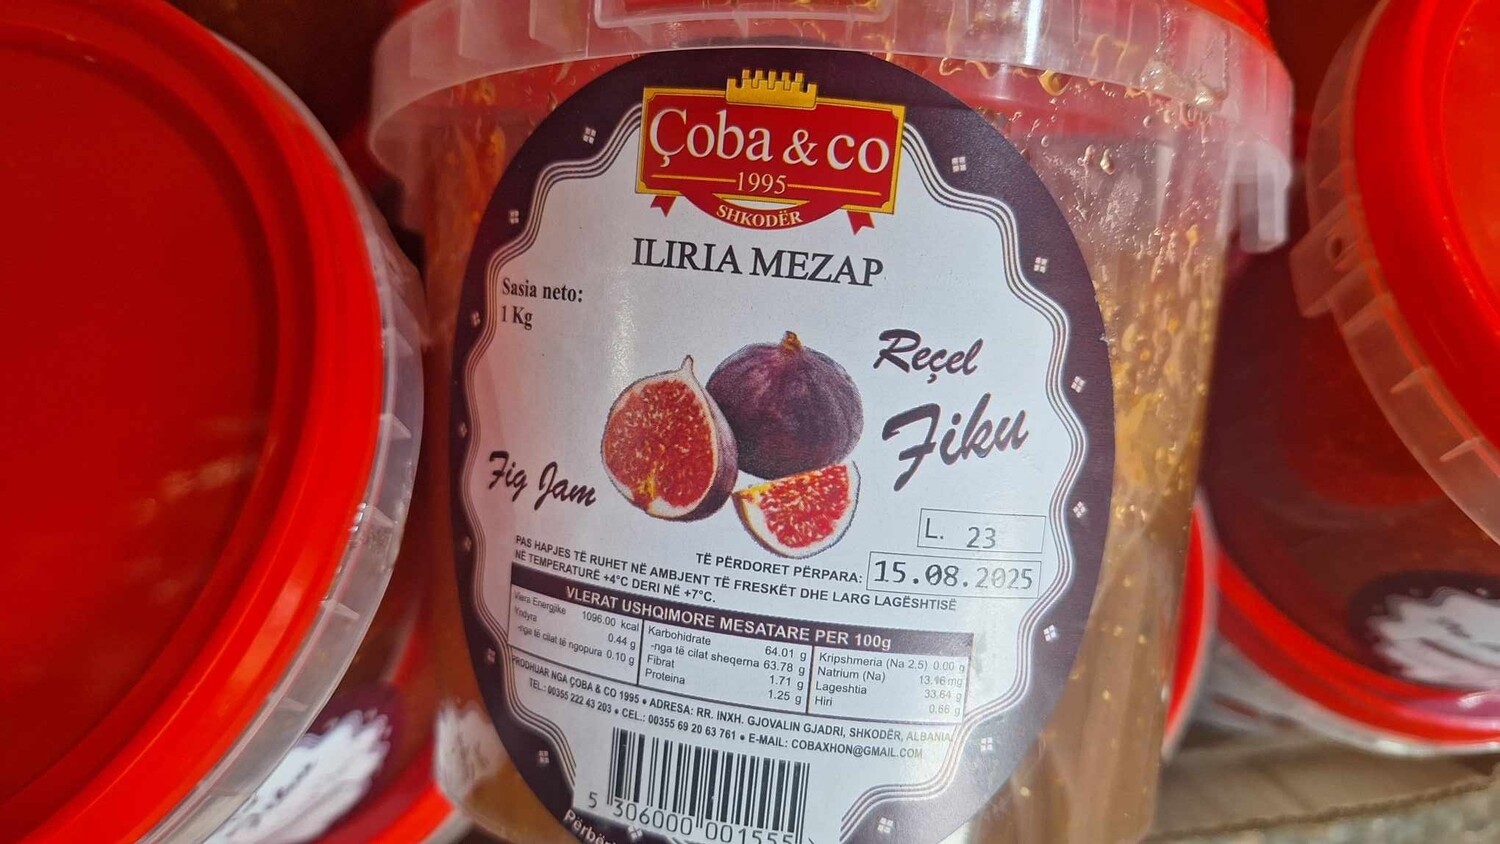 Çoba & co
1995
SHKODËR
ILIRIA MEZAP
Sasia neto:
1 Kg
Reçel
Fiku
Fig Jam
L. 23
TË PËRDORET PËRPARA: 15.08.2025
PAS HAPJES TË RUHET NË AMBJENT TË FRESKËT DHE LARG LAGËSHTISË
NË TEMPERATURË +4°C DERI NË +7°C.
VLERAT USHQIMORE MESATARE PER 100g
Vlera Energjike 1096.00 kcal
Yndyra 0.44 g
-nga të cilat të ngopura 0.10 g
Karbohidrate 64.01 g
-nga të cilat sheqerna 63.78 g
Fibrat 1.71 g
Proteina 1.25 g
Kripshmeria (Na 2.5) 0.00 g
Natrium (Na) 13.16 mg
Lageshtia 33.64 g
Hiri 0.66 g
PRODHUAR NGA ÇOBA & CO 1995 • ADRESA: RR. INXH. GJOVALIN GJADRI, SHKODËR, ALBANIA
TEL.: 00355 222 43 203 • CEL.: 00355 69 20 63 761 • E-MAIL: COBAXHON@GMAIL.COM
5 306000 001555